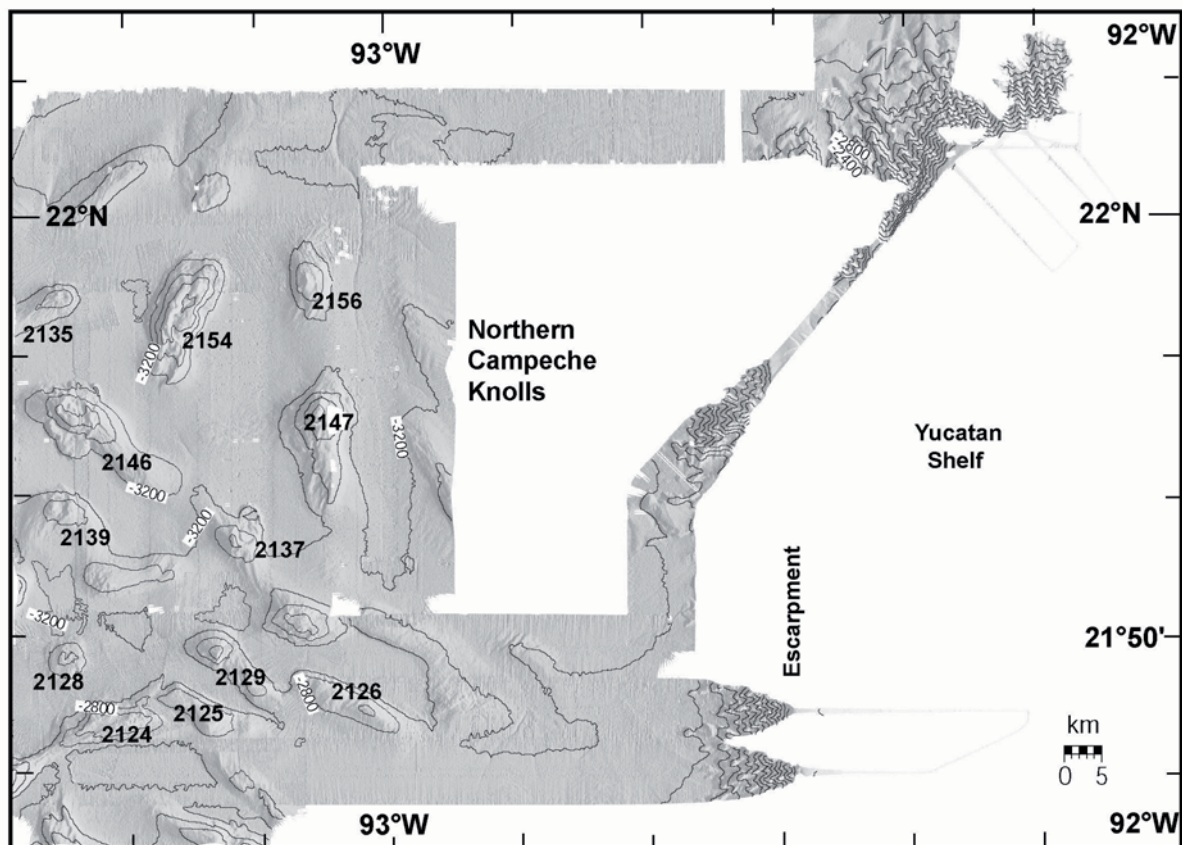 93°W
92°W
-2800
-2400
22°N
22°N
2156
2135
2154
-3200
Northern
Campeche
Knolls
2147
-3200
Yucatan
Shelf
2146
-3200
-3200
2139
2137
-3200
Escarpment
21°50'
2128
2129
2126
-2800
-2800
2125
2124
km
0 5
93°W
92°W